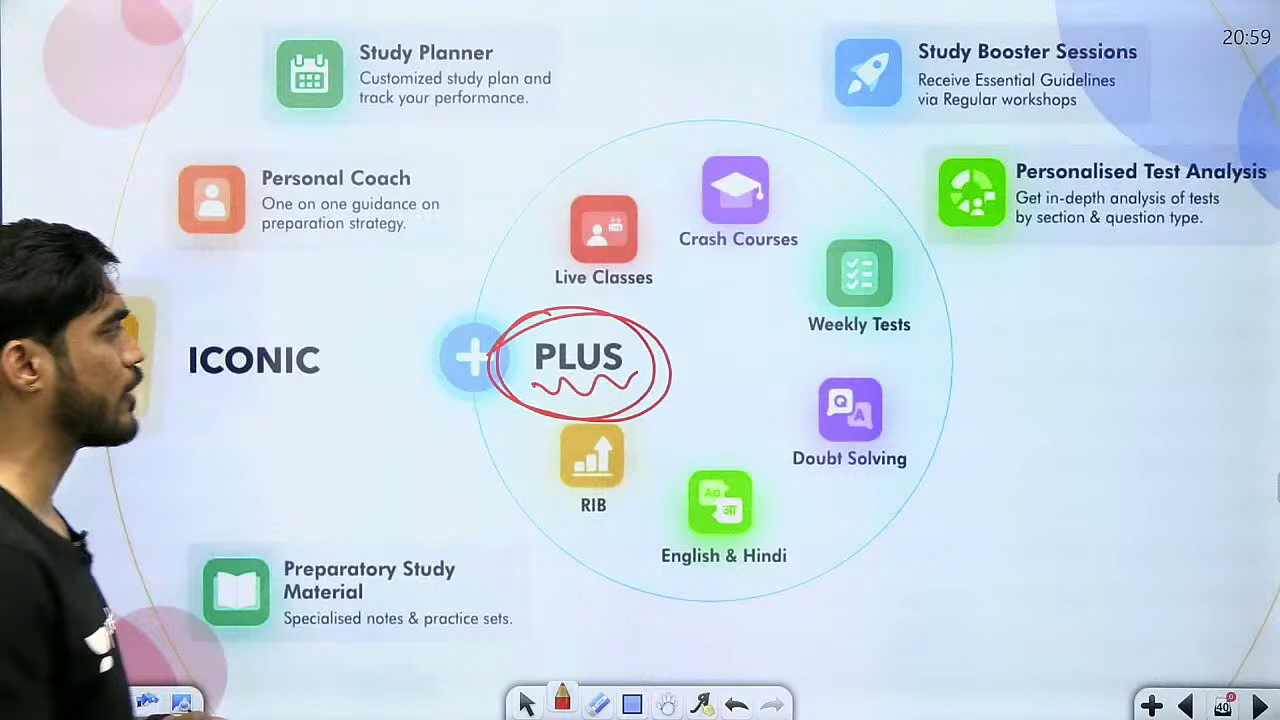 20:59
Study Planner
Customized study plan and
track your performance.
Study Booster Sessions
Receive Essential Guidelines
via Regular workshops
Personal Coach
One on one guidance on
preparation strategy.
Personalised Test Analysis
Get in-depth analysis of tests
by section & question type.
Crash Courses
Live Classes
Weekly Tests
ICONIC
+
PLUS
Q
A
Doubt Solving
RIB
Aa
आ
English & Hindi
Preparatory Study
Material
Specialised notes & practice sets.
40
0